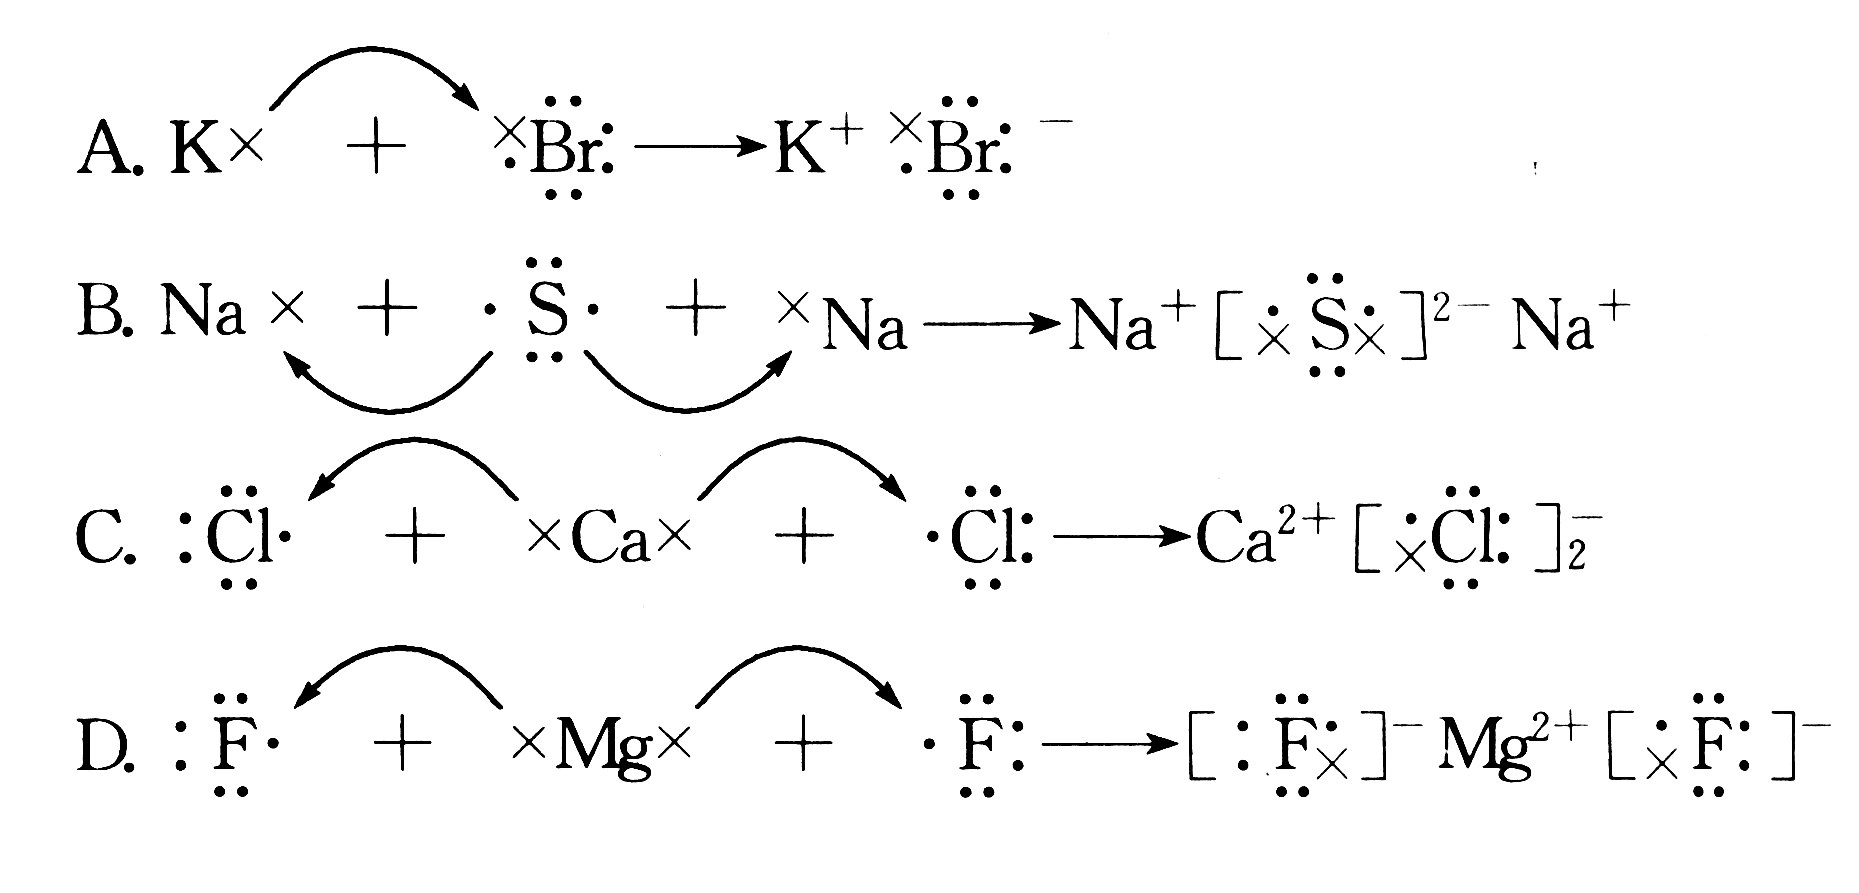 A. K× + ×·Br: ⟶ K⁺ ×·Br: ⁻
B. Na × + ·S· + ×Na ⟶ Na⁺[·×S·×]²⁻ Na⁺
C. :Cl· + ×Ca× + ·Cl: ⟶ Ca²⁺[·×Cl:]₂⁻
D. :F· + ×Mg× + ·F: ⟶ [:F·×]⁻Mg²⁺[·×F:]⁻